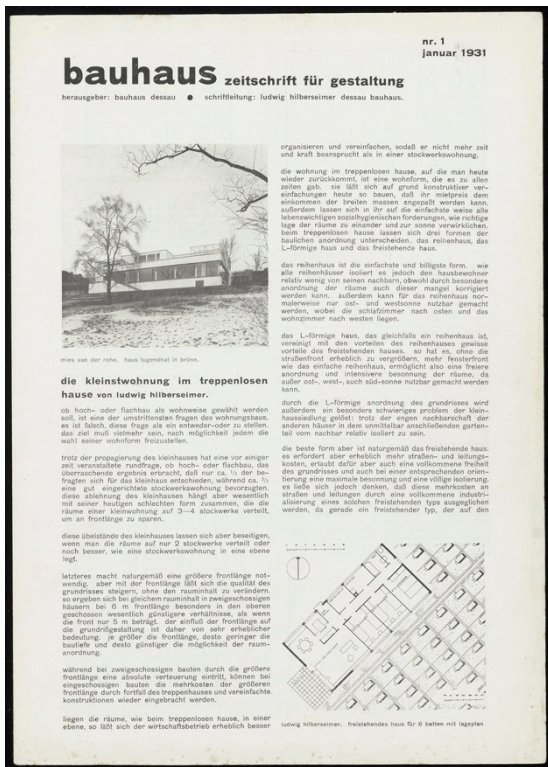 nr. 1
januar 1931
bauhaus zeitschrift für gestaltung
herausgeber: bauhaus dessau ● schriftleitung: ludwig hilberseimer dessau bauhaus.
mies van der rohe. haus tugendhat in brünn.
die kleinstwohnung im treppenlosen
hause von ludwig hilberseimer.
ob hoch- oder flachbau als wohnweise gewählt werden
soll, ist eine der umstrittensten fragen des wohnungsbaus.
es ist falsch, diese frage als ein entweder-oder zu stellen.
das ziel muß vielmehr sein, nach möglichkeit jedem die
wahl seiner wohnform freizustellen.
trotz der propagierung des kleinhauses hat eine vor einiger
zeit veranstaltete rundfrage, ob hoch- oder flachbau, das
überraschende ergebnis erbracht, daß nur ca. ⅓ der be-
fragten sich für das kleinhaus entschieden, während ca. ⅔
eine gut eingerichtete stockwerkswohnung bevorzugten.
diese ablehnung des kleinhauses hängt aber wesentlich
mit seiner heutigen schlechten form zusammen, die die
räume einer kleinwohnung auf 3—4 stockwerke verteilt,
um an frontlänge zu sparen.
diese übelstände des kleinhauses lassen sich aber beseitigen,
wenn man die räume auf nur 2 stockwerke verteilt oder
noch besser, wie eine stockwerkswohnung in eine ebene
legt.
letzteres macht naturgemäß eine größere frontlänge not-
wendig. aber mit der frontlänge läßt sich die qualität des
grundrisses steigern, ohne den rauminhalt zu verändern.
so ergeben sich bei gleichem rauminhalt in zweigeschossigen
häusern bei 6 m frontlänge besonders in den oberen
geschossen wesentlich günstigere verhältnisse, als wenn
die front nur 5 m beträgt. der einfluß der frontlänge auf
die grundrißgestaltung ist daher von sehr erheblicher
bedeutung. je größer die frontlänge, desto geringer die
bautiefe und desto günstiger die möglichkeit der raum-
anordnung.
während bei zweigeschossigen bauten durch die größere
frontlänge eine absolute verteuerung eintritt, können bei
eingeschossigen bauten die mehrkosten der größeren
frontlänge durch fortfall des treppenhauses und vereinfachte
konstruktionen wieder eingebracht werden.
liegen die räume, wie beim treppenlosen hause, in einer
ebene, so läßt sich der wirtschaftsbetrieb erheblich besser
organisieren und vereinfachen, sodaß er nicht mehr zeit
und kraft beansprucht als in einer stockwerkswohnung.
die wohnung im treppenlosen hause, auf die man heute
wieder zurückkommt, ist eine wohnform, die es zu allen
zeiten gab. sie läßt sich auf grund konstruktiver ver-
einfachungen heute so bauen, daß ihr mietpreis dem
einkommen der breiten massen angepaßt werden kann.
außerdem lassen sich in ihr auf die einfachste weise alle
lebenswichtigen sozialhygienischen forderungen, wie richtige
lage der räume zu einander und zur sonne verwirklichen.
beim treppenlosen hause lassen sich drei formen der
baulichen anordnung unterscheiden. das reihenhaus, das
L-förmige haus und das freistehende haus.
das reihenhaus ist die einfachste und billigste form. wie
alle reihenhäuser isoliert es jedoch den hausbewohner
relativ wenig von seinen nachbarn, obwohl durch besondere
anordnung der räume auch dieser mangel korrigiert
werden kann. außerdem kann für das reihenhaus nor-
malerweise nur ost- und westsonne nutzbar gemacht
werden, wobei die schlafzimmer nach osten und das
wohnzimmer nach westen liegen.
das L-förmige haus, das gleichfalls ein reihenhaus ist,
vereinigt mit den vorteilen des reihenhauses gewisse
vorteile des freistehenden hauses. so hat es, ohne die
straßenfront erheblich zu vergrößern, mehr fensterfront
wie das einfache reihenhaus, ermöglicht also eine freiere
anordnung und intensivere besonnung der räume, da
außer ost-, west-, auch süd-sonne nutzbar gemacht werden
kann.
durch die L-förmige anordnung des grundrisses wird
außerdem ein besonders schwieriges problem der klein-
haussiedlung gelöst: trotz der engen nachbarschaft der
anderen häuser in dem unmittelbar anschließenden garten-
teil vom nachbar relativ isoliert zu sein.
die beste form aber ist naturgemäß das freistehende haus.
es erfordert aber erheblich mehr straßen- und leitungs-
kosten, erlaubt dafür aber auch eine vollkommene freiheit
des grundrisses und auch bei einer entsprechenden orien-
tierung eine maximale besonnung und eine völlige isolierung.
es ließe sich jedoch denken, daß diese mehrkosten an
straßen und leitungen durch eine vollkommene industri-
alisierung eines solchen freistehenden typs ausgeglichen
werden, da gerade ein freistehender typ, der auf den
ludwig hilberseimer. freistehendes haus für 6 betten mit lageplan